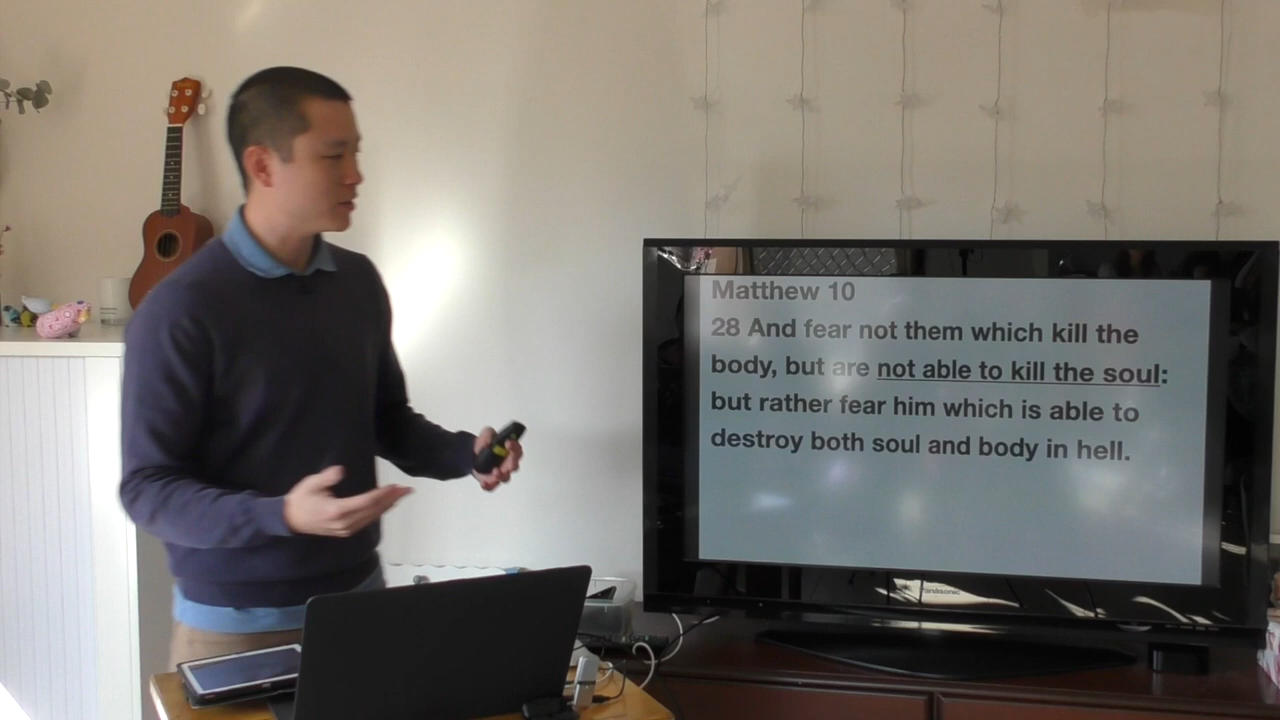 Matthew 10
28 And fear not them which kill the
body, but are not able to kill the soul:
but rather fear him which is able to
destroy both soul and body in hell.
Panasonic